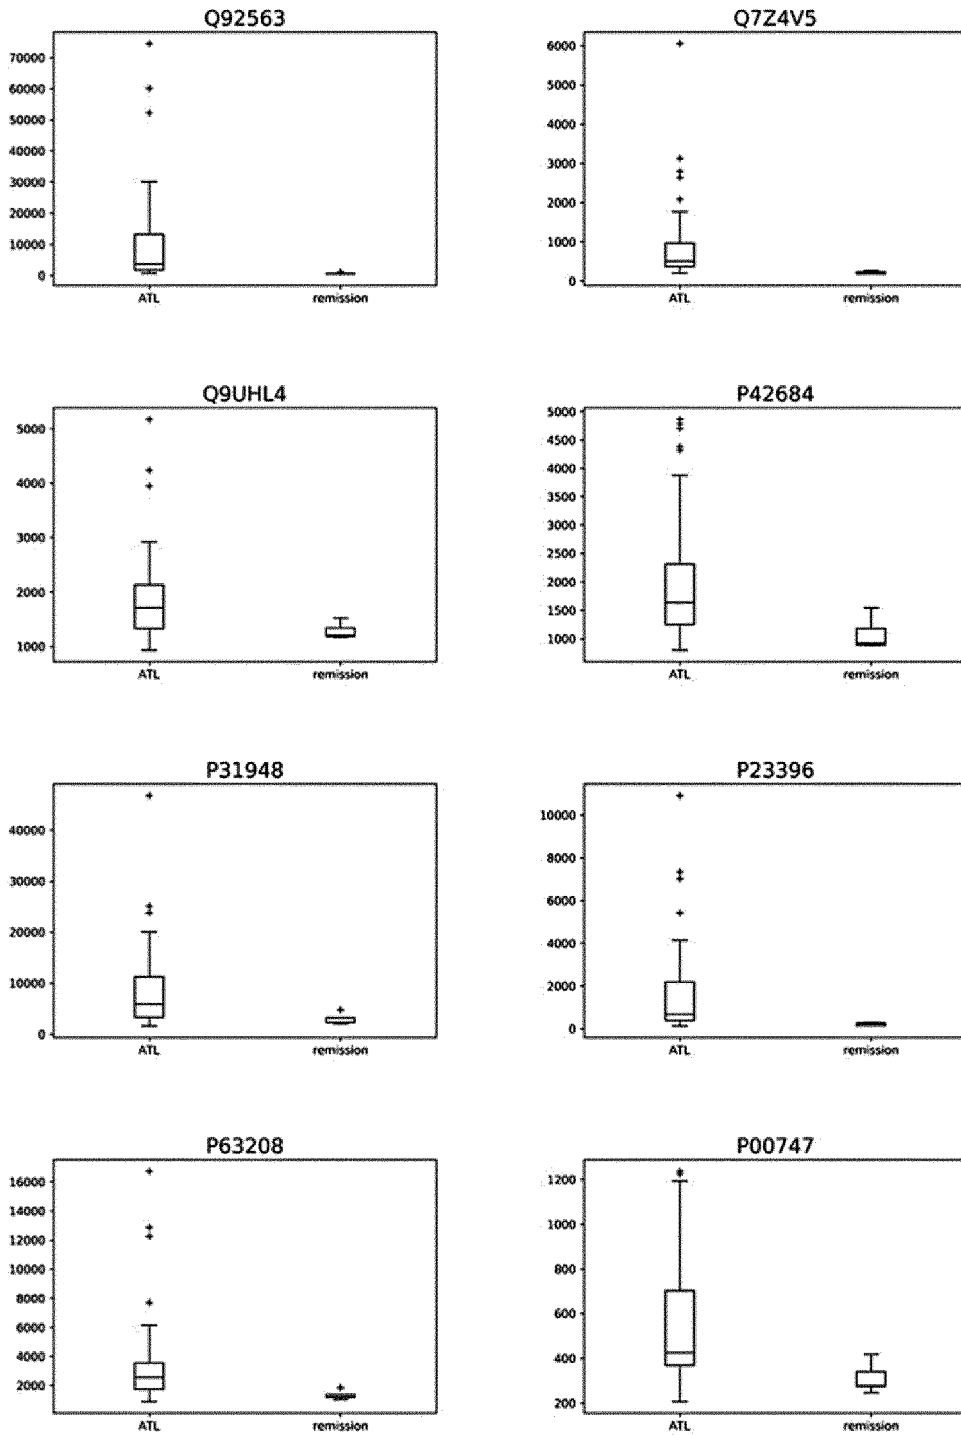 Q92563
70000
60000
50000
40000
30000
20000
10000
0
ATL
remission
Q7Z4V5
6000
5000
4000
3000
2000
1000
0
ATL
remission
Q9UHL4
5000
4000
3000
2000
1000
ATL
remission
P42684
5000
4500
4000
3500
3000
2500
2000
1500
1000
ATL
remission
P31948
40000
30000
20000
10000
0
ATL
remission
P23396
10000
8000
6000
4000
2000
0
ATL
remission
P63208
16000
14000
12000
10000
8000
6000
4000
2000
ATL
remission
P00747
1200
1000
800
600
400
200
ATL
remission